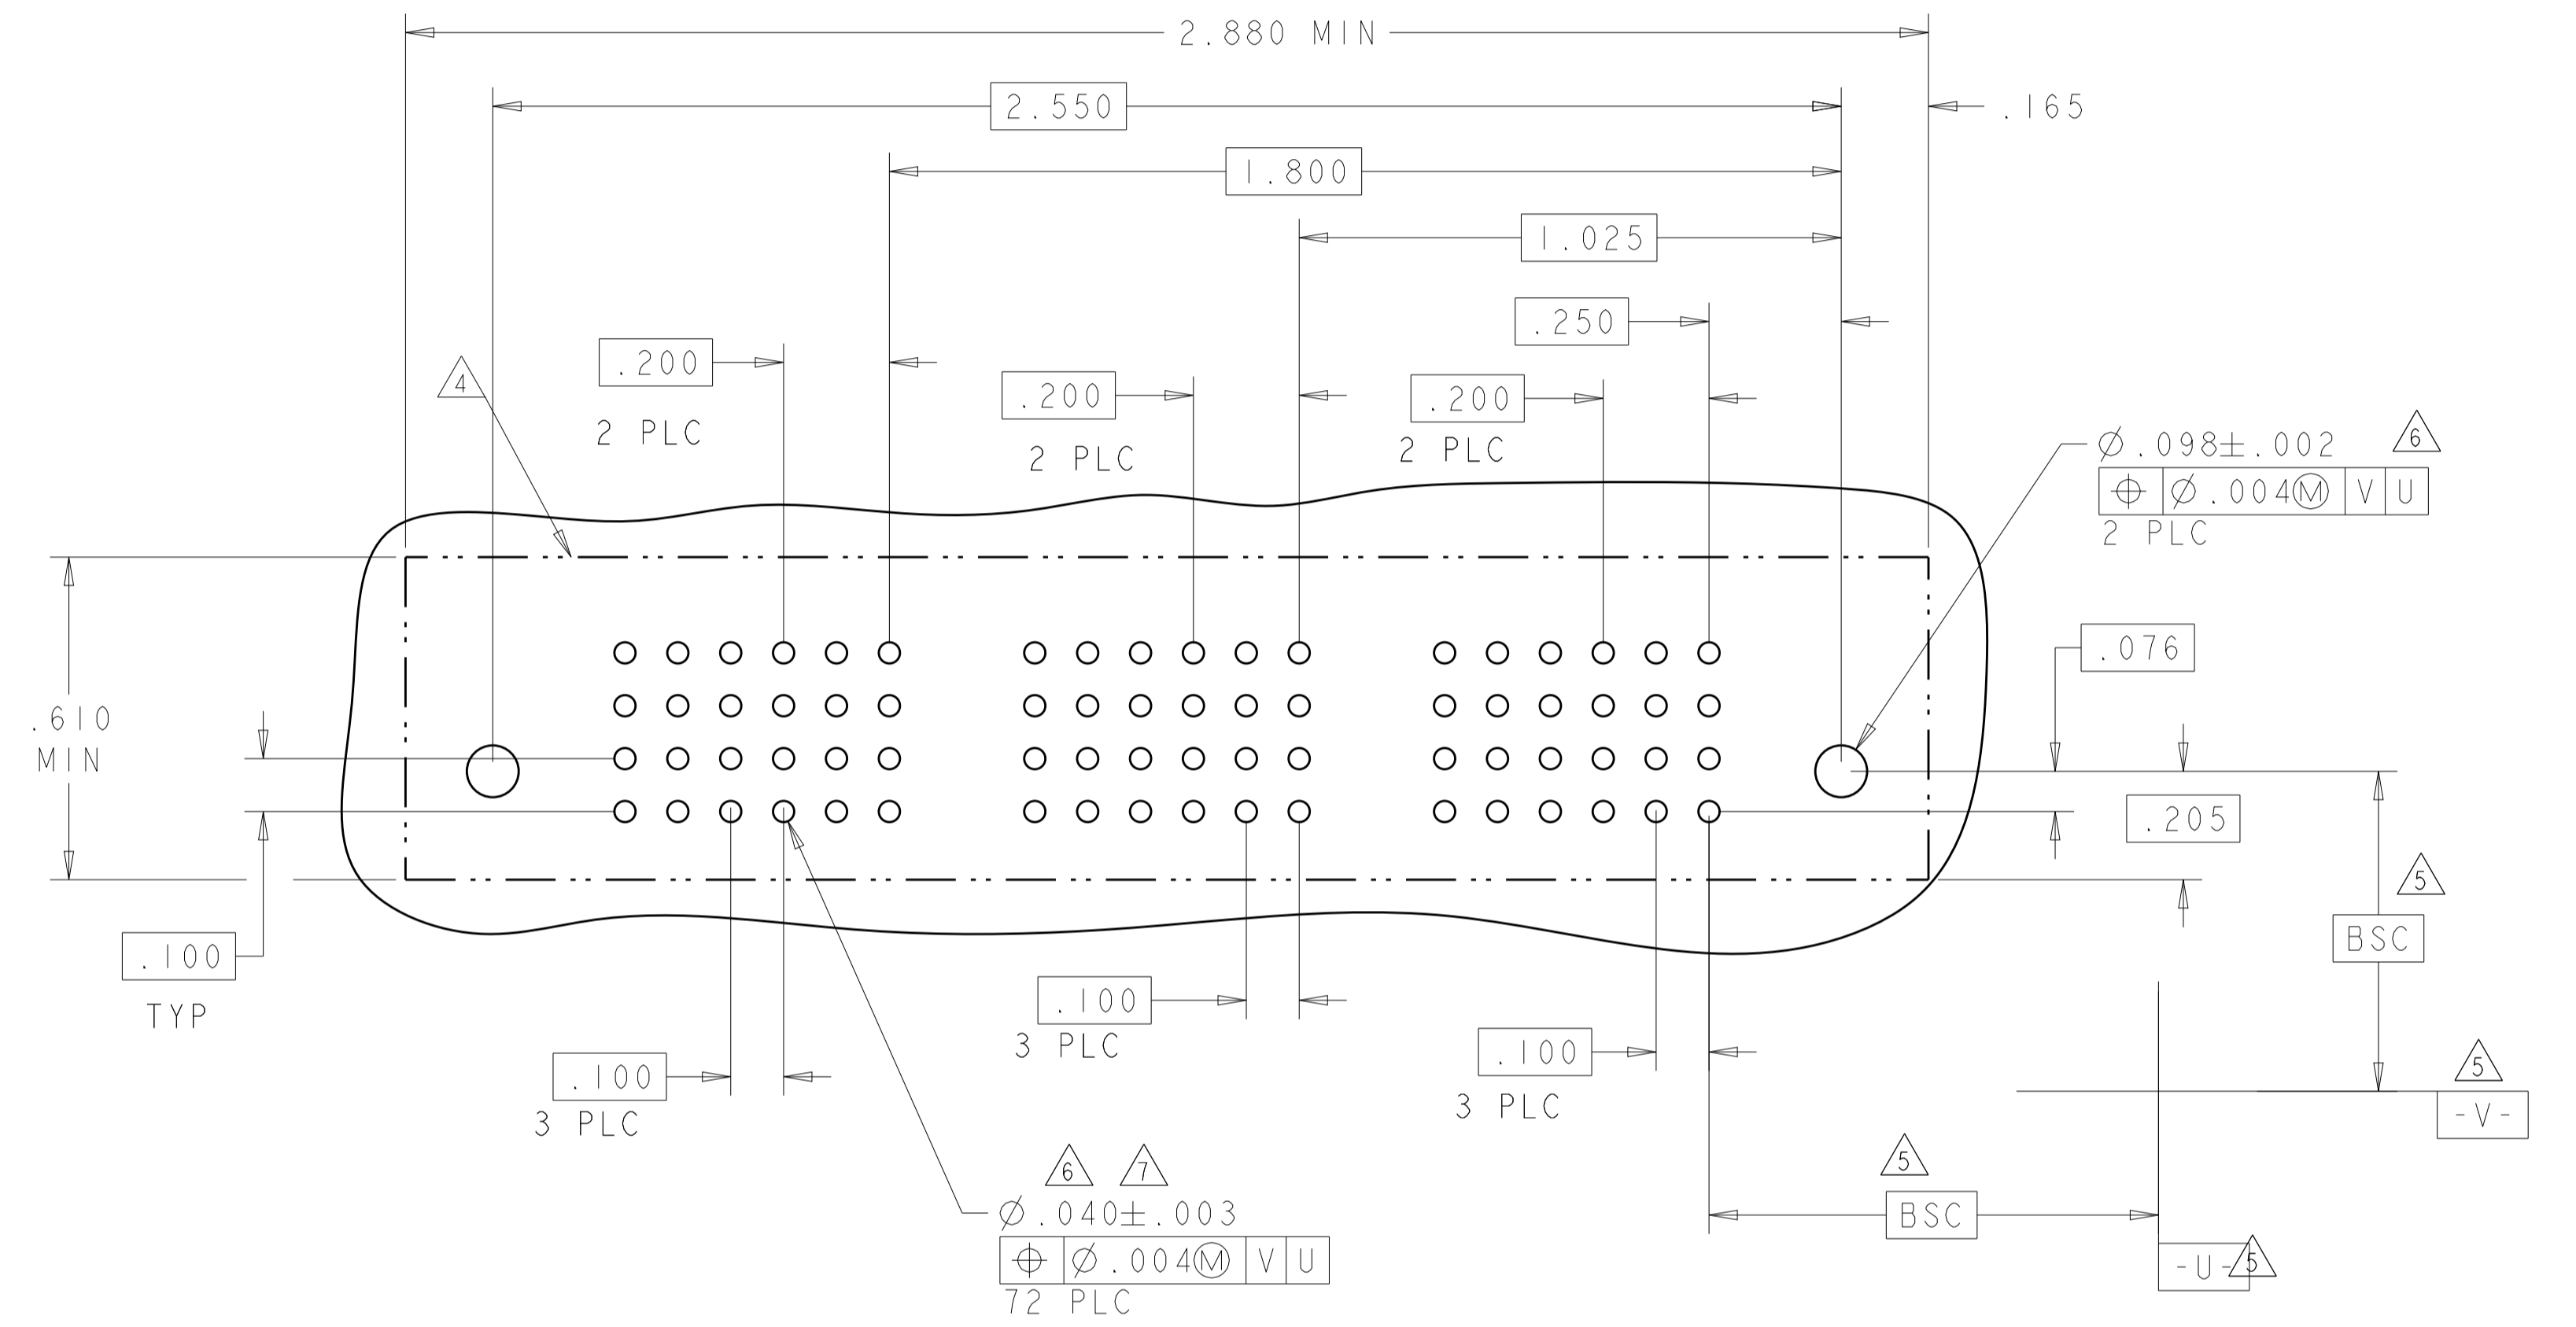 2.880 MIN
2.550
.165
1.800
1.025
.250
.200
2 PLC
.200
2 PLC
.200
2 PLC
4
Ø.098±.002
6
⌖ Ø.004Ⓜ V U
2 PLC
.076
.610
MIN
.205
5
BSC
.100
TYP
.100
3 PLC
.100
3 PLC
.100
3 PLC
5
-V-
6 7
Ø.040±.003
⌖ Ø.004Ⓜ V U
72 PLC
5
BSC
-U-
5